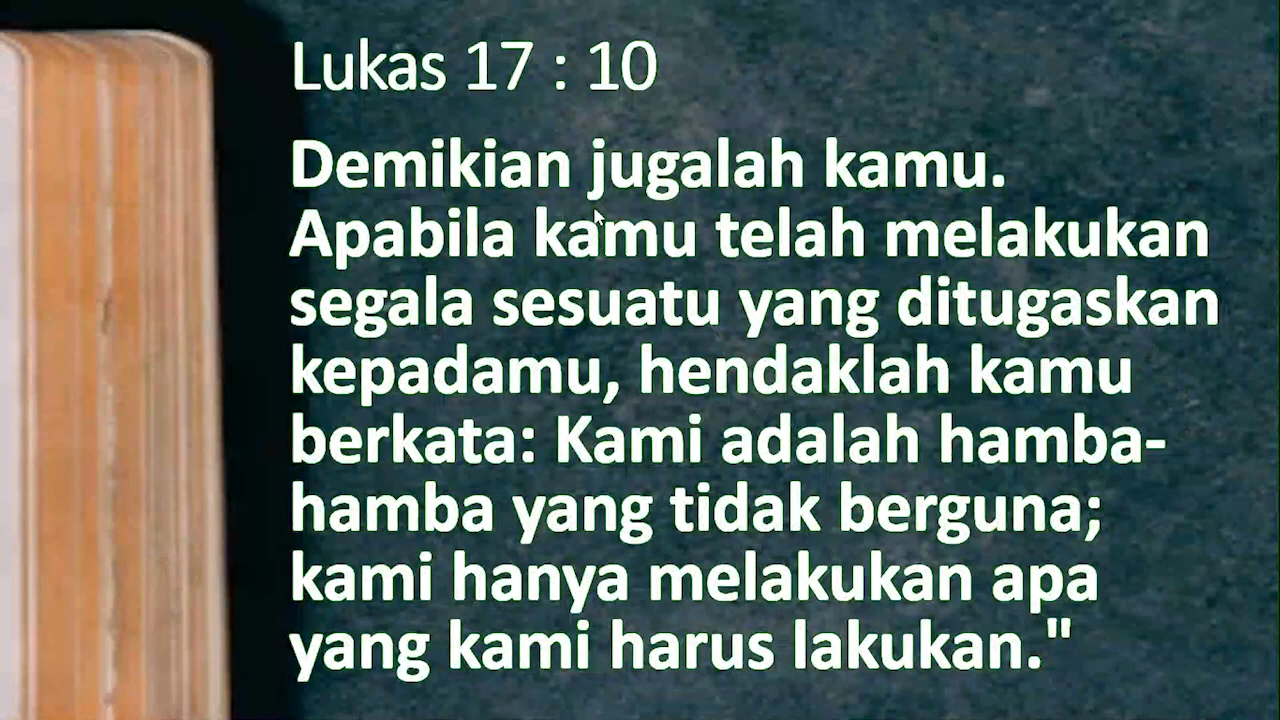 Lukas 17 : 10
Demikian jugalah kamu.
Apabila kamu telah melakukan
segala sesuatu yang ditugaskan
kepadamu, hendaklah kamu
berkata: Kami adalah hamba-
hamba yang tidak berguna;
kami hanya melakukan apa
yang kami harus lakukan."